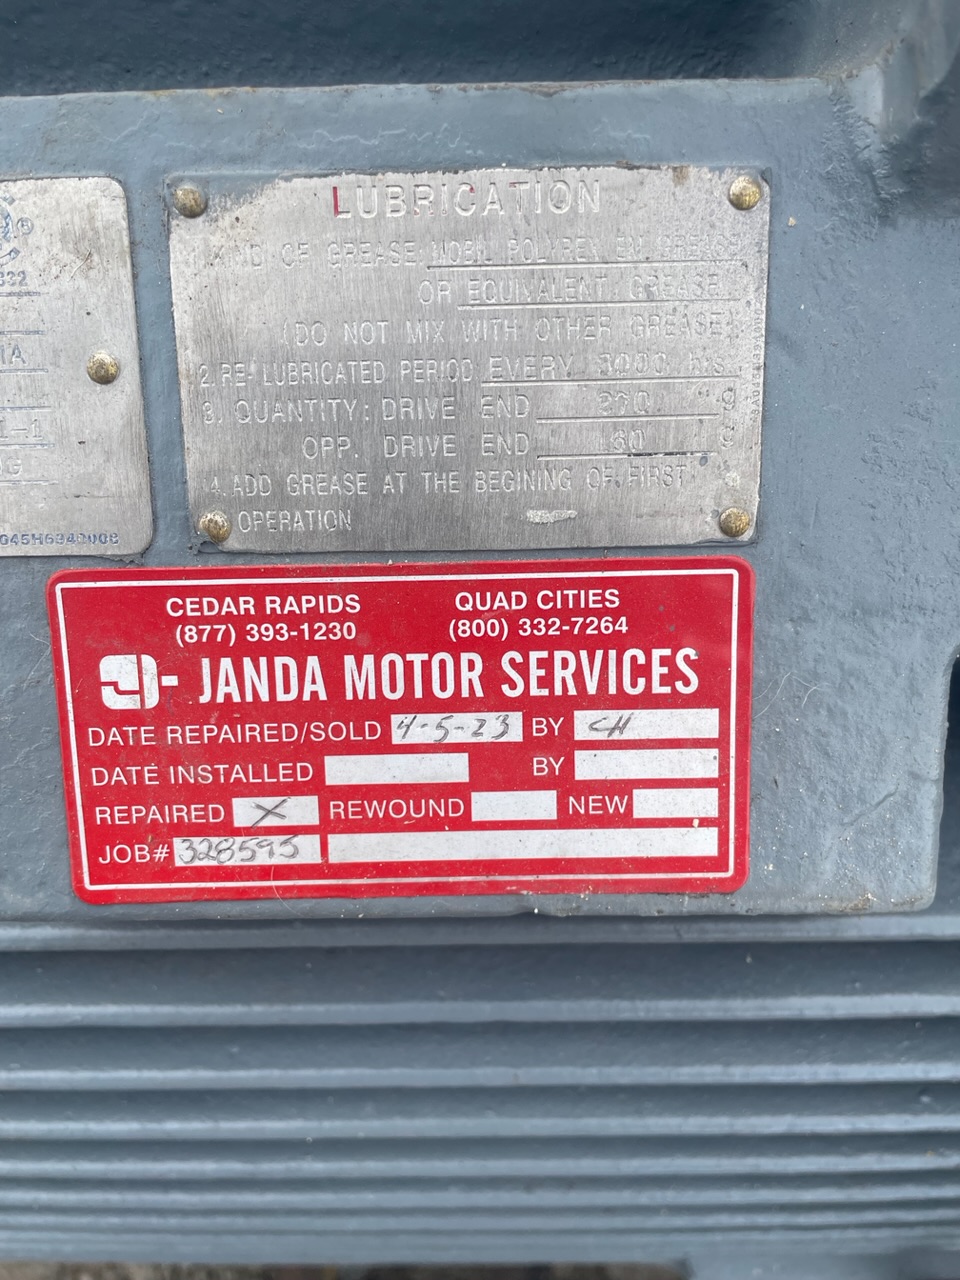 ®
C
332
1A
1-1
G
LUBRICATION
KIND OF GREASE MOBIL POLYREX EM GREASE
OR EQUIVALENT GREASE
(DO NOT MIX WITH OTHER GREASE)
2. RE-LUBRICATED PERIOD EVERY
3. QUANTITY: DRIVE END
OPP. DRIVE END 60
4. ADD GREASE AT THE BEGINING OF FIRST
OPERATION
CEDAR RAPIDS QUAD CITIES
(877) 393-1230 (800) 332-7264
JANDA MOTOR SERVICES
DATE REPAIRED/SOLD 4-5-23 BY CH
DATE INSTALLED BY
REPAIRED X REWOUND NEW
JOB# 328595